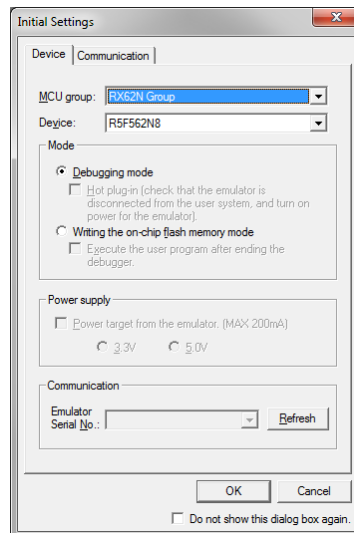 Initial Settings
Device
Communication
MCU group:
RX62N Group
Device:
R5F562N8
Mode
Debugging mode
Hot plug-in (check that the emulator is
disconnected from the user system, and turn on
power for the emulator).
Writing the on-chip flash memory mode
Execute the user program after ending the
debugger.
Power supply
Power target from the emulator. (MAX 200mA)
3.3V
5.0V
Communication
Emulator
Serial No.:
Refresh
OK
Cancel
Do not show this dialog box again.